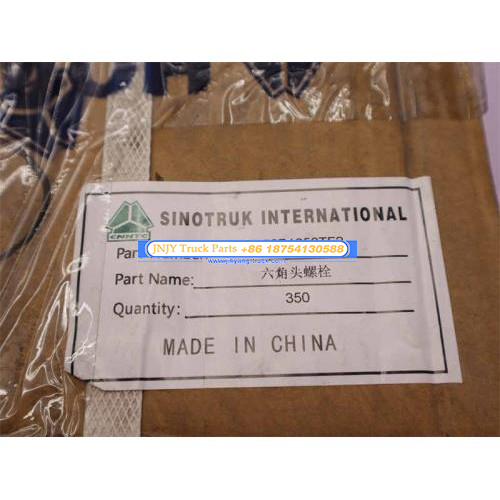 SINOTRUK INTERNATIONAL
CNHTC
JNJY Truck Parts +86 18754130588
Part Name: 六角头螺栓
Quantity: 350
MADE IN CHINA